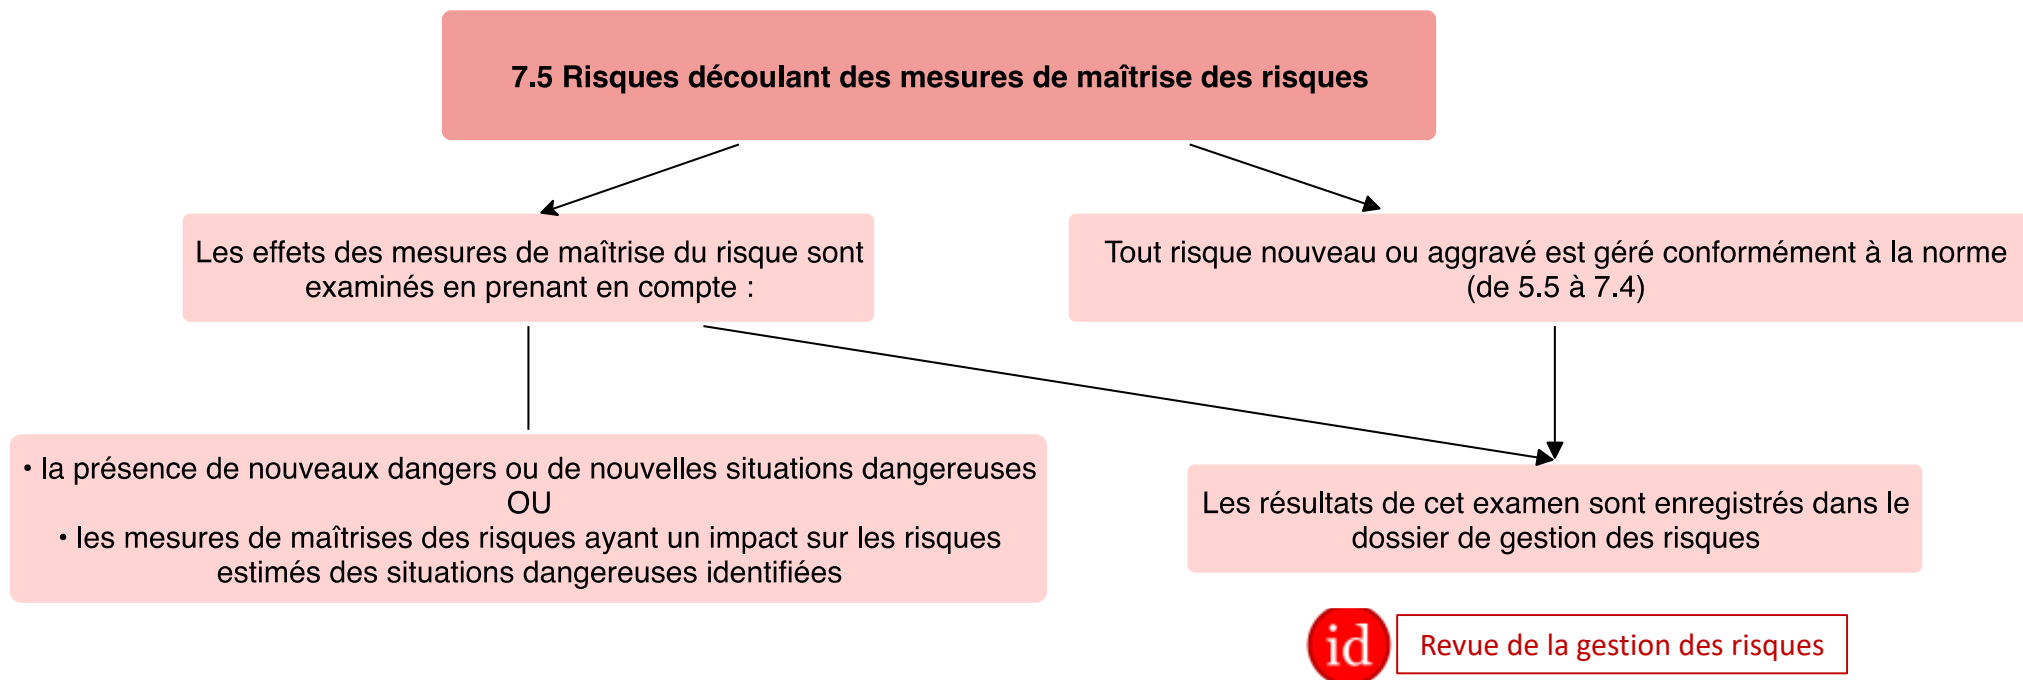 7.5 Risques découlant des mesures de maîtrise des risques
Les effets des mesures de maîtrise du risque sont
examinés en prenant en compte :
Tout risque nouveau ou aggravé est géré conformément à la norme
(de 5.5 à 7.4)
• la présence de nouveaux dangers ou de nouvelles situations dangereuses
OU
• les mesures de maîtrises des risques ayant un impact sur les risques
estimés des situations dangereuses identifiées
Les résultats de cet examen sont enregistrés dans le
dossier de gestion des risques
id
Revue de la gestion des risques